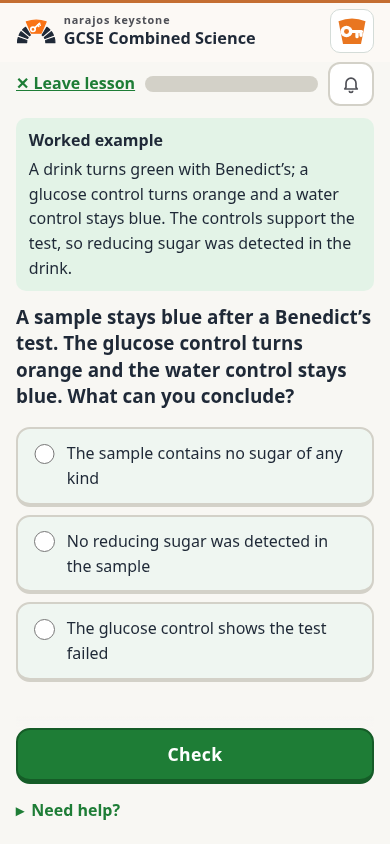 narajos keystone
GCSE Combined Science
✕ Leave lesson
Worked example
A drink turns green with Benedict’s; a
glucose control turns orange and a water
control stays blue. The controls support the
test, so reducing sugar was detected in the
drink.
A sample stays blue after a Benedict’s
test. The glucose control turns
orange and the water control stays
blue. What can you conclude?
The sample contains no sugar of any
kind
No reducing sugar was detected in
the sample
The glucose control shows the test
failed
Check
▸ Need help?